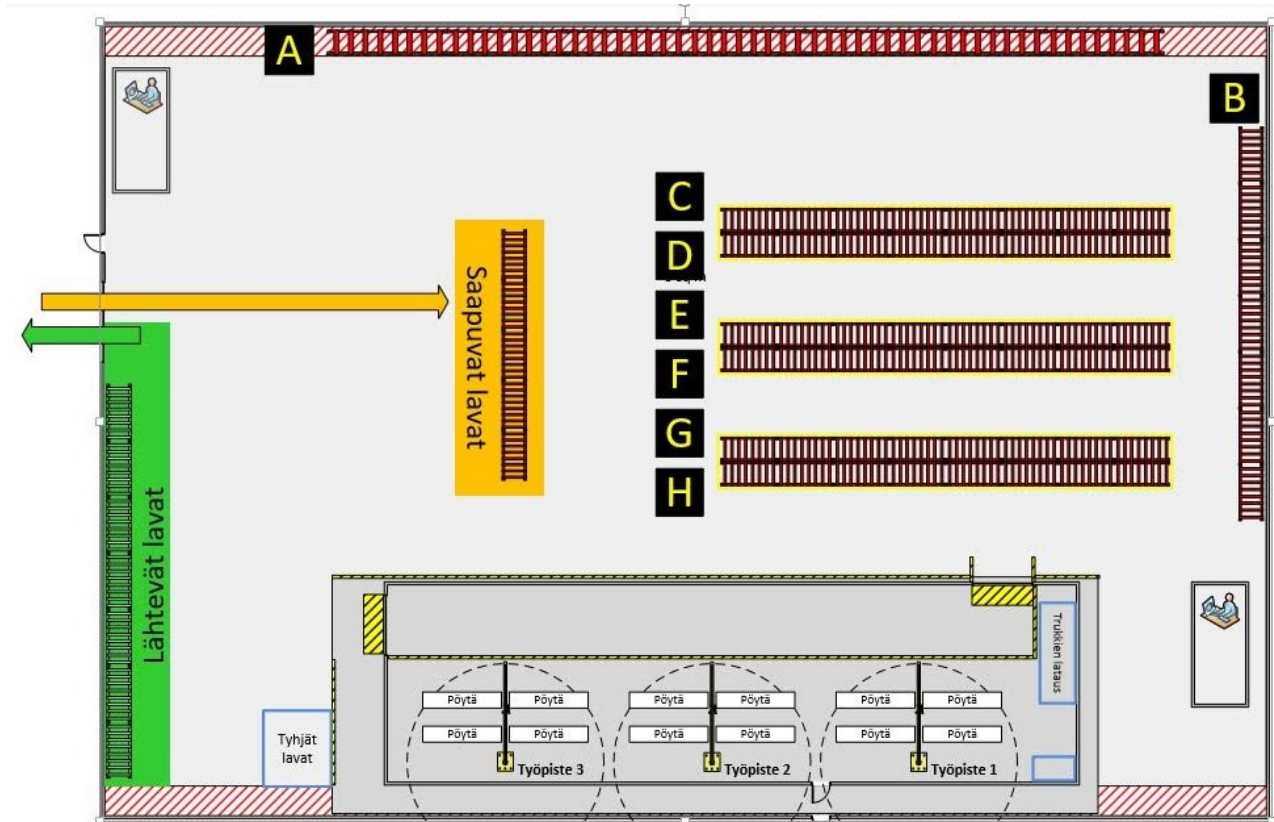 A
B
C
D
E
F
G
H
Saapuvat lavat
Lähtevät lavat
Trukkien lataus
Pöytä Pöytä Pöytä Pöytä Pöytä Pöytä
Pöytä Pöytä Pöytä Pöytä Pöytä Pöytä
Tyhjät
lavat
Työpiste 3 Työpiste 2 Työpiste 1